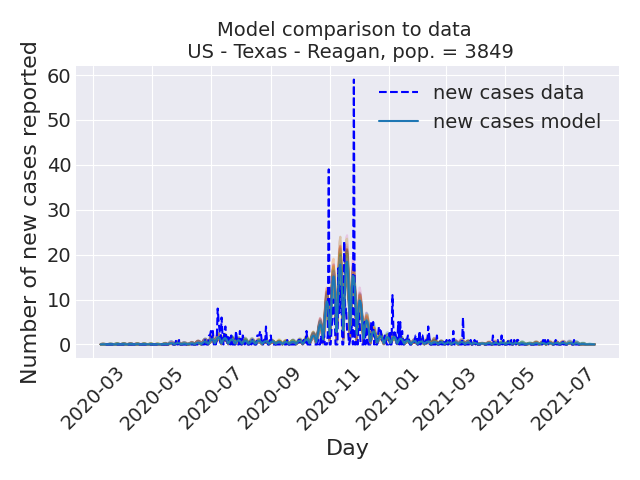 Model comparison to data
US - Texas - Reagan, pop. = 3849
Number of new cases reported
60
50
40
30
20
10
0
new cases data
new cases model
2020-03
2020-05
2020-07
2020-09
2020-11
2021-01
2021-03
2021-05
2021-07
Day